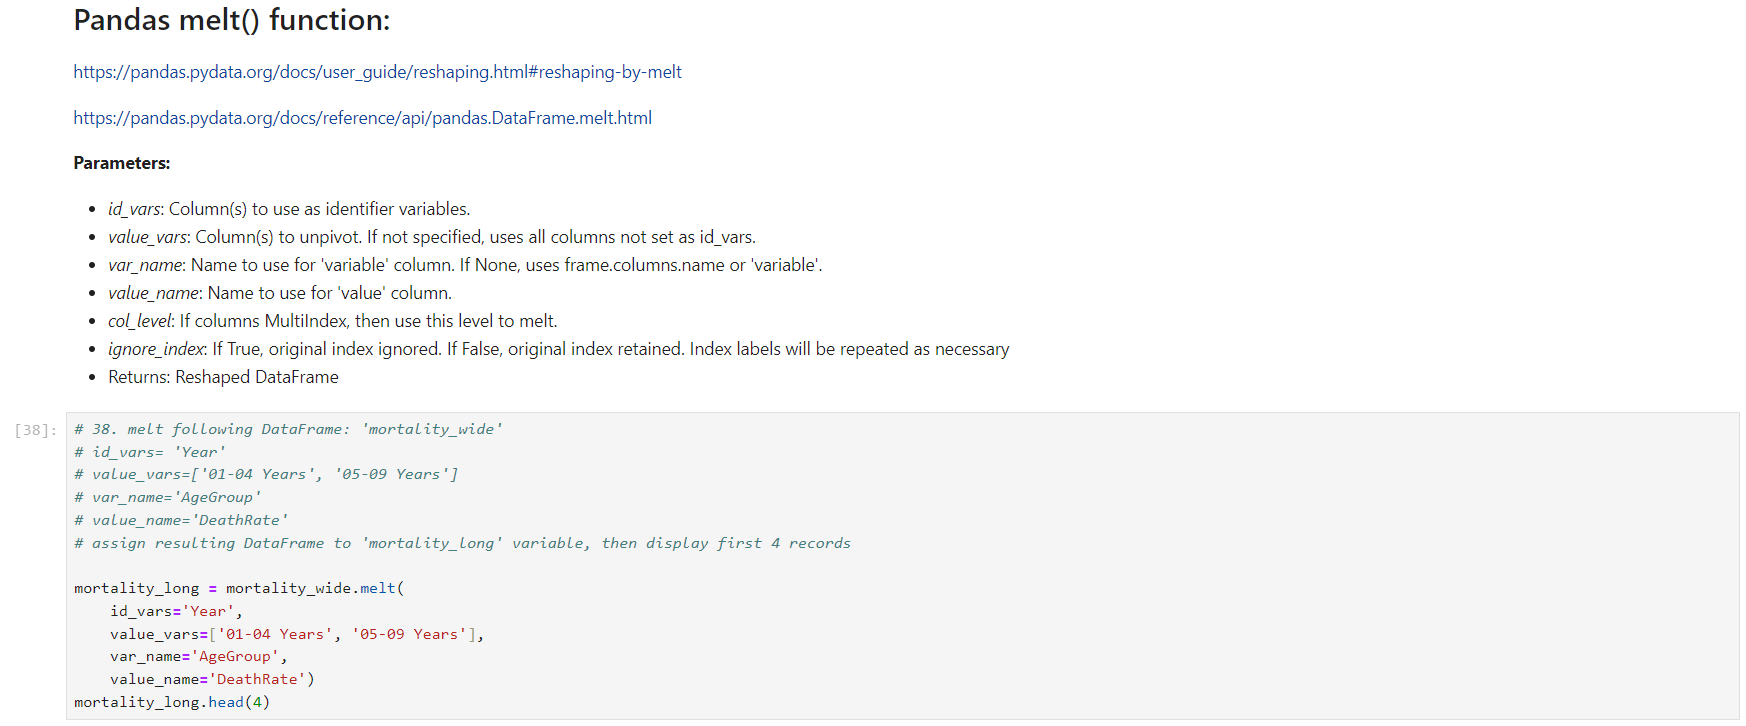 Pandas melt() function:
https://pandas.pydata.org/docs/user_guide/reshaping.html#reshaping-by-melt
https://pandas.pydata.org/docs/reference/api/pandas.DataFrame.melt.html
Parameters:
• id_vars: Column(s) to use as identifier variables.
• value_vars: Column(s) to unpivot. If not specified, uses all columns not set as id_vars.
• var_name: Name to use for 'variable' column. If None, uses frame.columns.name or 'variable'.
• value_name: Name to use for 'value' column.
• col_level: If columns MultiIndex, then use this level to melt.
• ignore_index: If True, original index ignored. If False, original index retained. Index labels will be repeated as necessary
• Returns: Reshaped DataFrame
[38]: # 38. melt following DataFrame: 'mortality_wide'
# id_vars= 'Year'
# value_vars=['01-04 Years', '05-09 Years']
# var_name='AgeGroup'
# value_name='DeathRate'
# assign resulting DataFrame to 'mortality_long' variable, then display first 4 records
mortality_long = mortality_wide.melt(
    id_vars='Year',
    value_vars=['01-04 Years', '05-09 Years'],
    var_name='AgeGroup',
    value_name='DeathRate')
mortality_long.head(4)